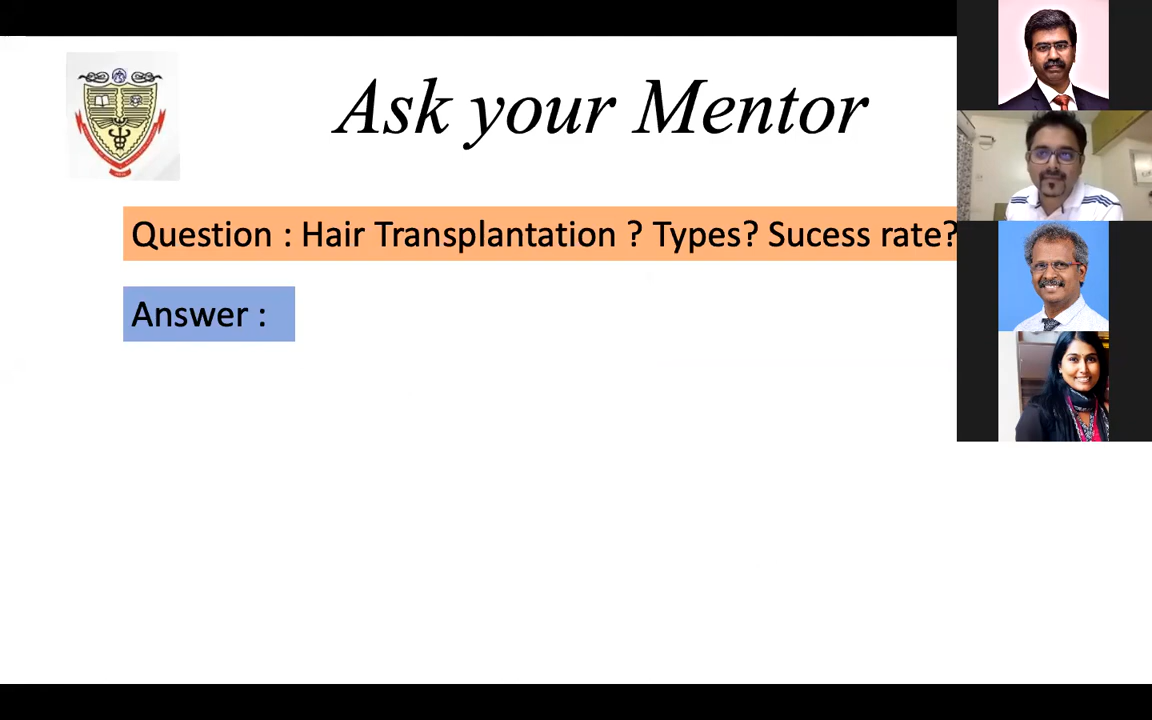 Ask your Mentor
Question : Hair Transplantation ? Types? Sucess rate?
Answer :